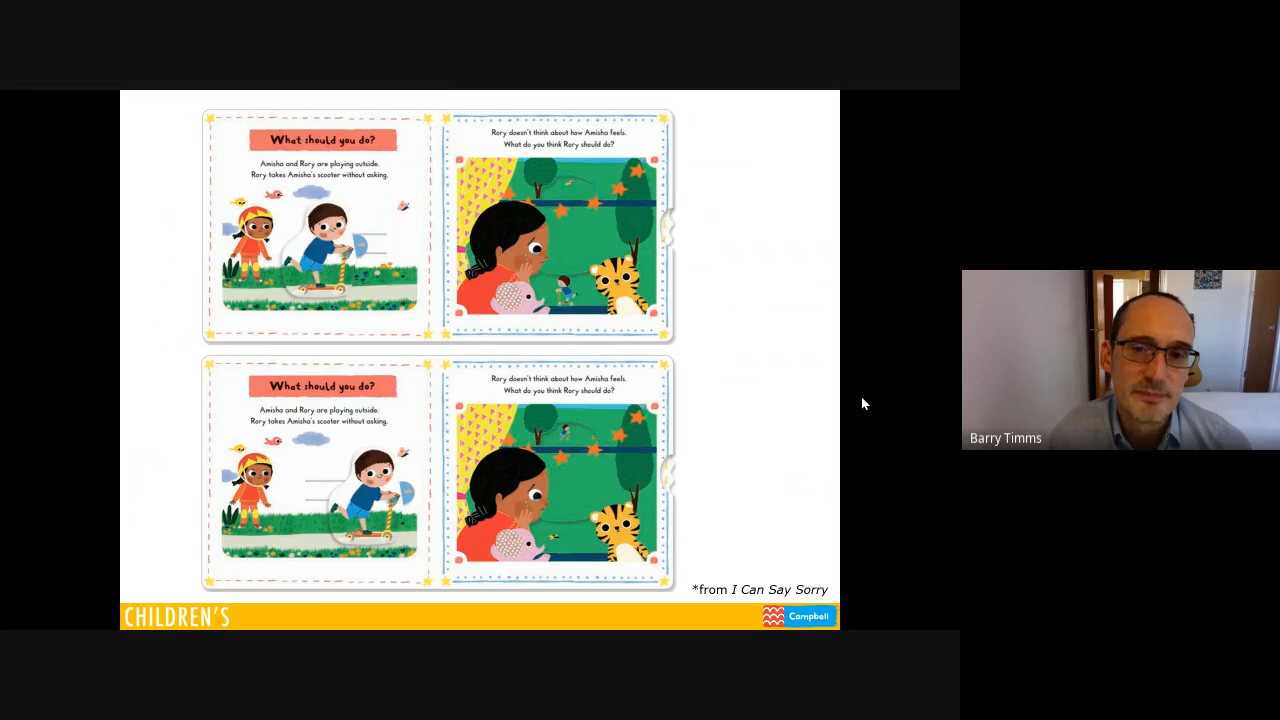 What should you do?
Amisha and Rory are playing outside.
Rory takes Amisha's scooter without asking.
Rory doesn't think about how Amisha feels.
What do you think Rory should do?
What should you do?
Amisha and Rory are playing outside.
Rory takes Amisha's scooter without asking.
Rory doesn't think about how Amisha feels.
What do you think Rory should do?
*from I Can Say Sorry
CHILDREN'S
Campbell
Barry Timms